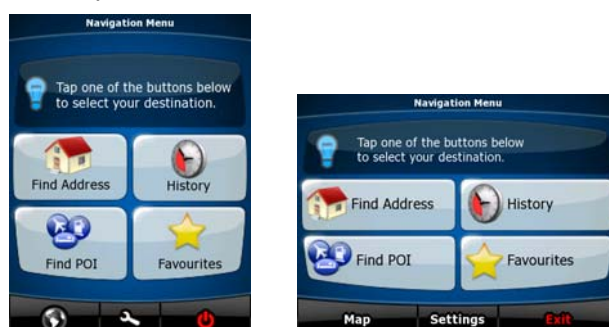 Navigation Menu
Tap one of the buttons below
to select your destination.
Find Address
History
Find POI
Favourites
Navigation Menu
Tap one of the buttons below
to select your destination.
Find Address
History
Find POI
Favourites
Map
Settings
Exit